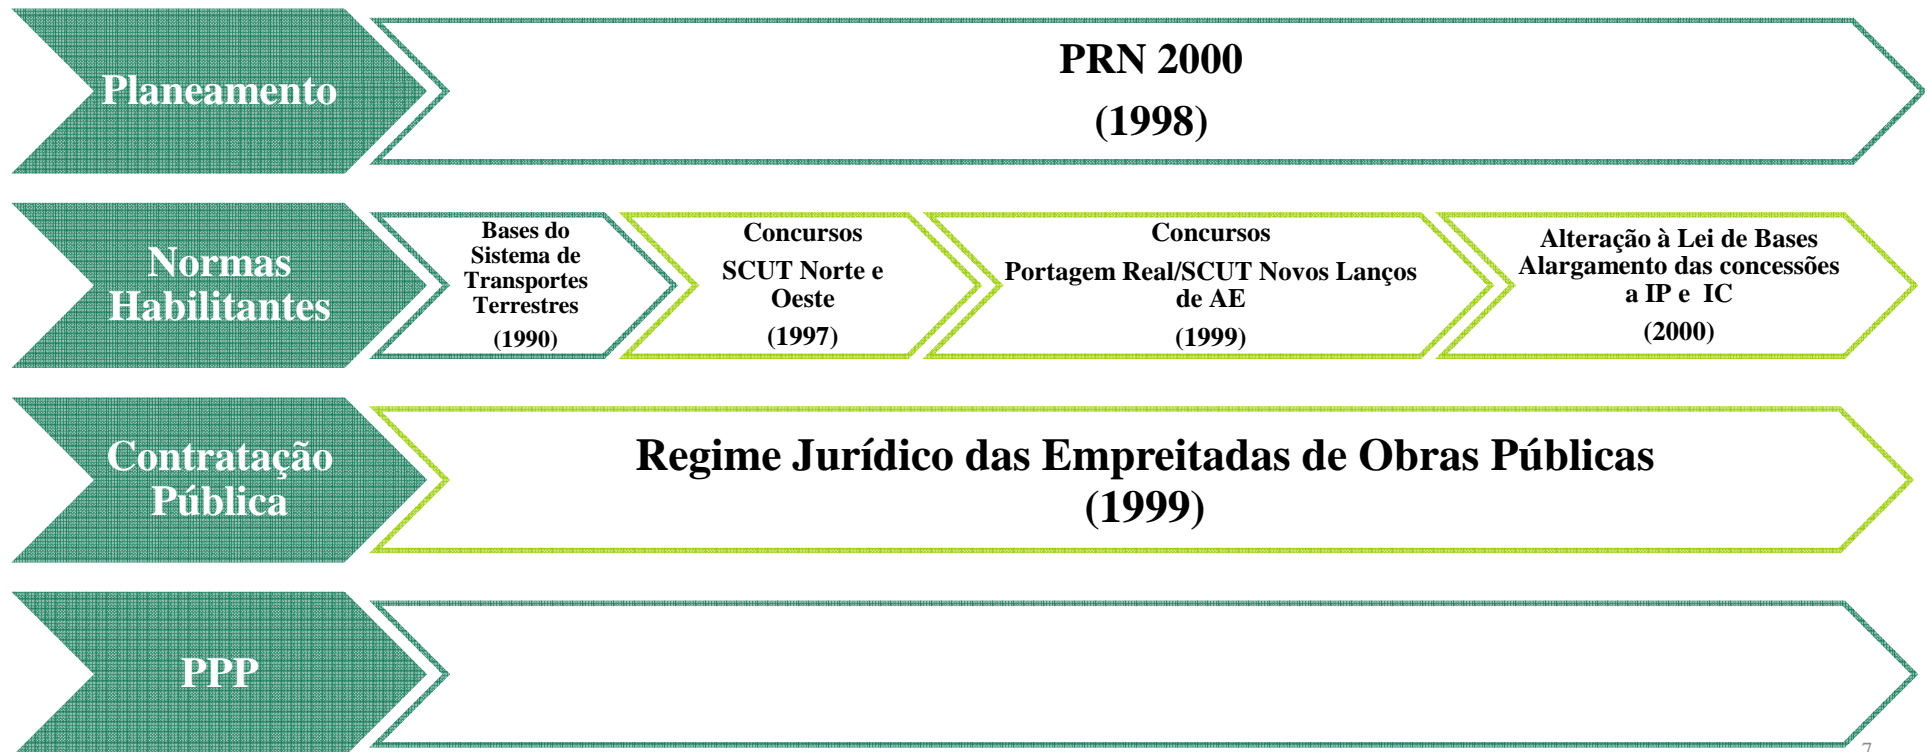 Planeamento
PRN 2000
(1998)
Normas
Habilitantes
Bases do
Sistema de
Transportes
Terrestres
(1990)
Concursos
SCUT Norte e
Oeste
(1997)
Concursos
Portagem Real/SCUT Novos Lanços
de AE
(1999)
Alteração à Lei de Bases
Alargamento das concessões
a IP e IC
(2000)
Contratação
Pública
Regime Jurídico das Empreitadas de Obras Públicas
(1999)
PPP
7